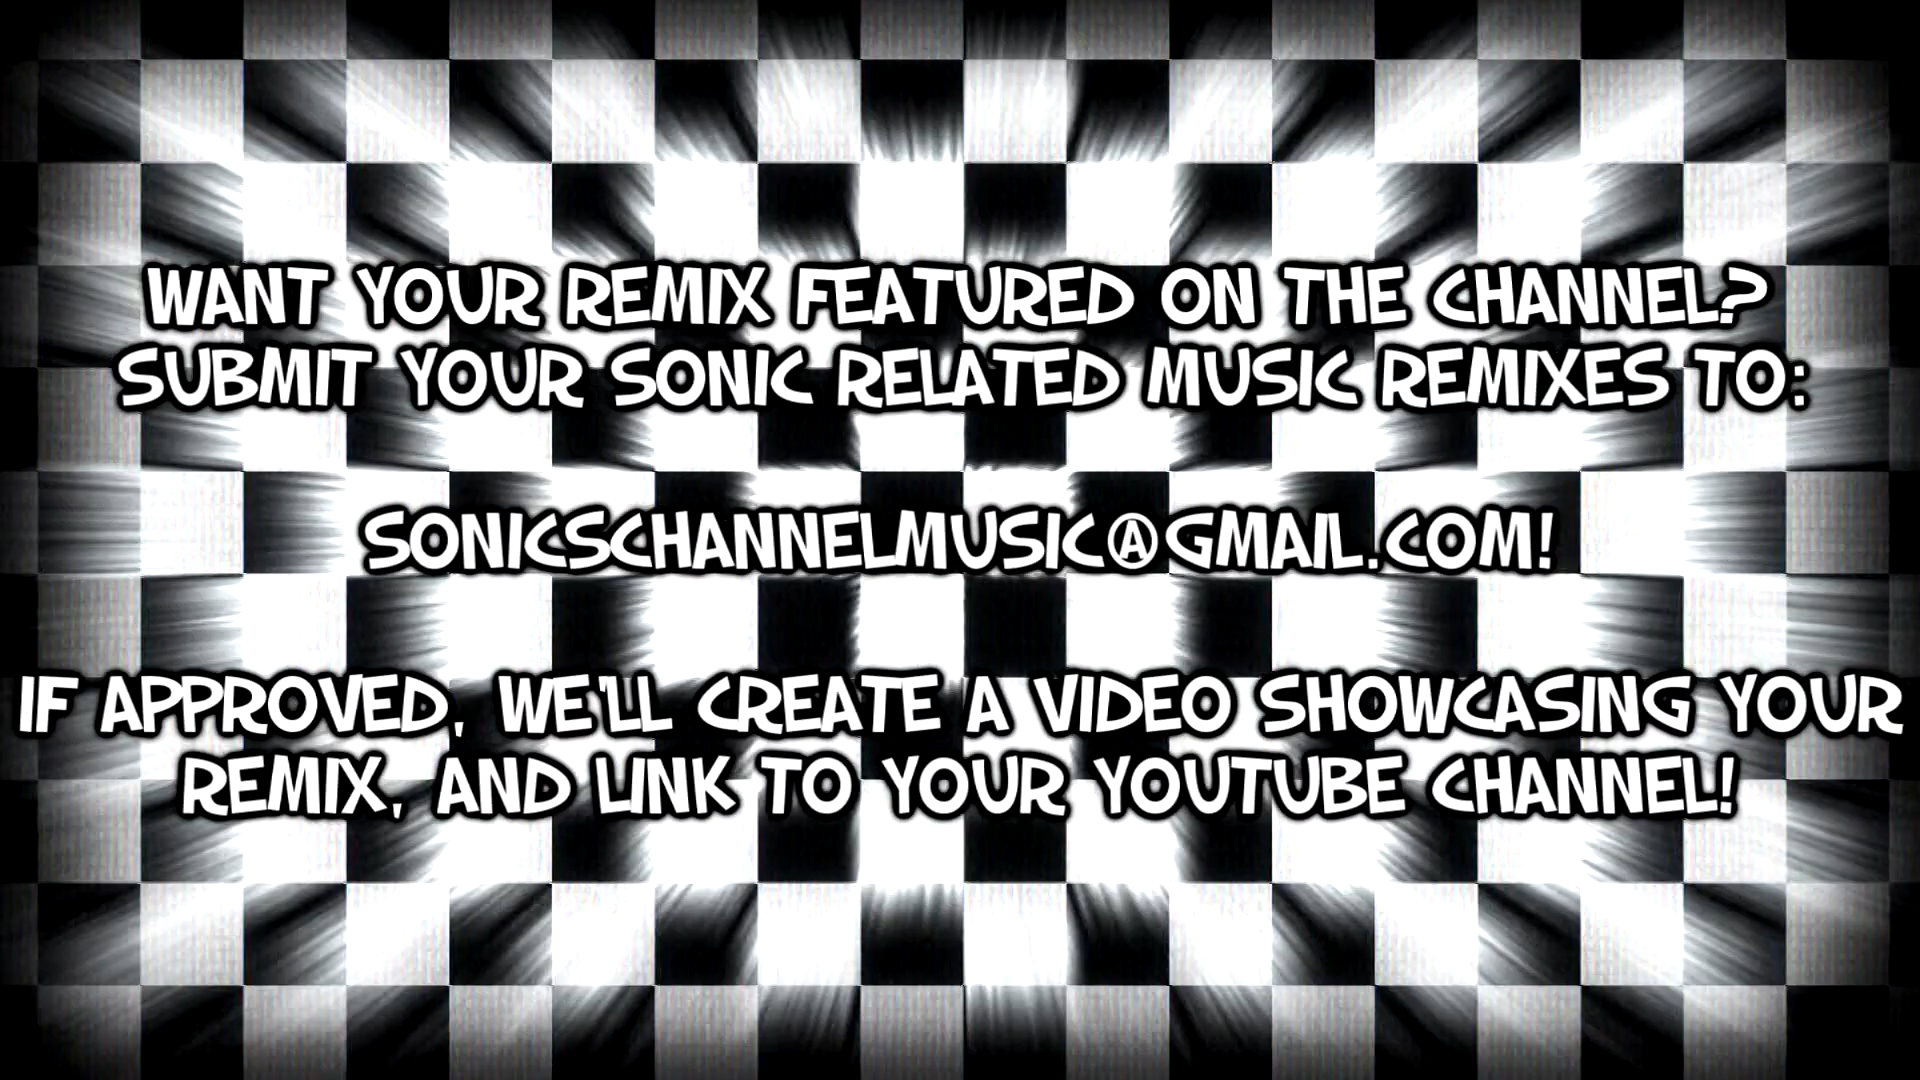 WANT YOUR REMIX FEATURED ON THE CHANNEL?
SUBMIT YOUR SONIC RELATED MUSIC REMIXES TO:
SONICSCHANNELMUSIC@GMAIL.COM!
IF APPROVED, WE'LL CREATE A VIDEO SHOWCASING YOUR
REMIX, AND LINK TO YOUR YOUTUBE CHANNEL!